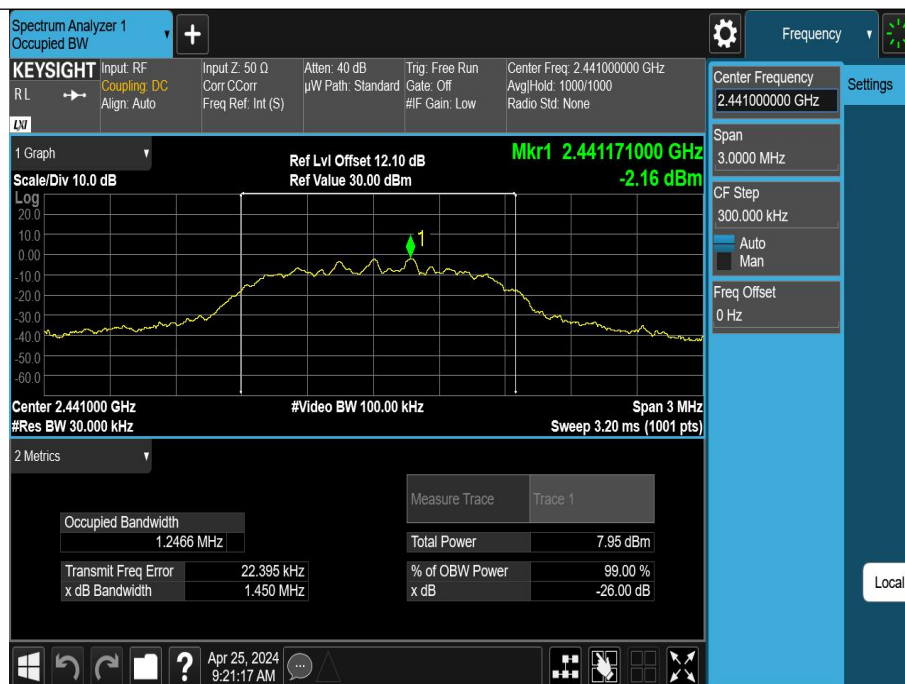 Spectrum Analyzer 1
Occupied BW
Frequency
KEYSIGHT
RL
LXI
Input: RF
Coupling: DC
Align: Auto
Input Z: 50 Ω
Corr CCorr
Freq Ref: Int (S)
Atten: 40 dB
µW Path: Standard
Trig: Free Run
Gate: Off
#IF Gain: Low
Center Freq: 2.441000000 GHz
Avg|Hold: 1000/1000
Radio Std: None
Center Frequency
2.441000000 GHz
Settings
Span
3.0000 MHz
CF Step
300.000 kHz
Auto
Man
Freq Offset
0 Hz
1 Graph
Scale/Div 10.0 dB
Ref Lvl Offset 12.10 dB
Ref Value 30.00 dBm
Mkr1 2.441171000 GHz
-2.16 dBm
Log
20.0
10.0
0.00
-10.0
-20.0
-30.0
-40.0
-50.0
-60.0
1
Center 2.441000 GHz
#Res BW 30.000 kHz
#Video BW 100.00 kHz
Span 3 MHz
Sweep 3.20 ms (1001 pts)
2 Metrics
Measure Trace Trace 1
Occupied Bandwidth
1.2466 MHz
Total Power 7.95 dBm
Transmit Freq Error 22.395 kHz
% of OBW Power 99.00 %
x dB Bandwidth 1.450 MHz
x dB -26.00 dB
Local
?
Apr 25, 2024
9:21:17 AM